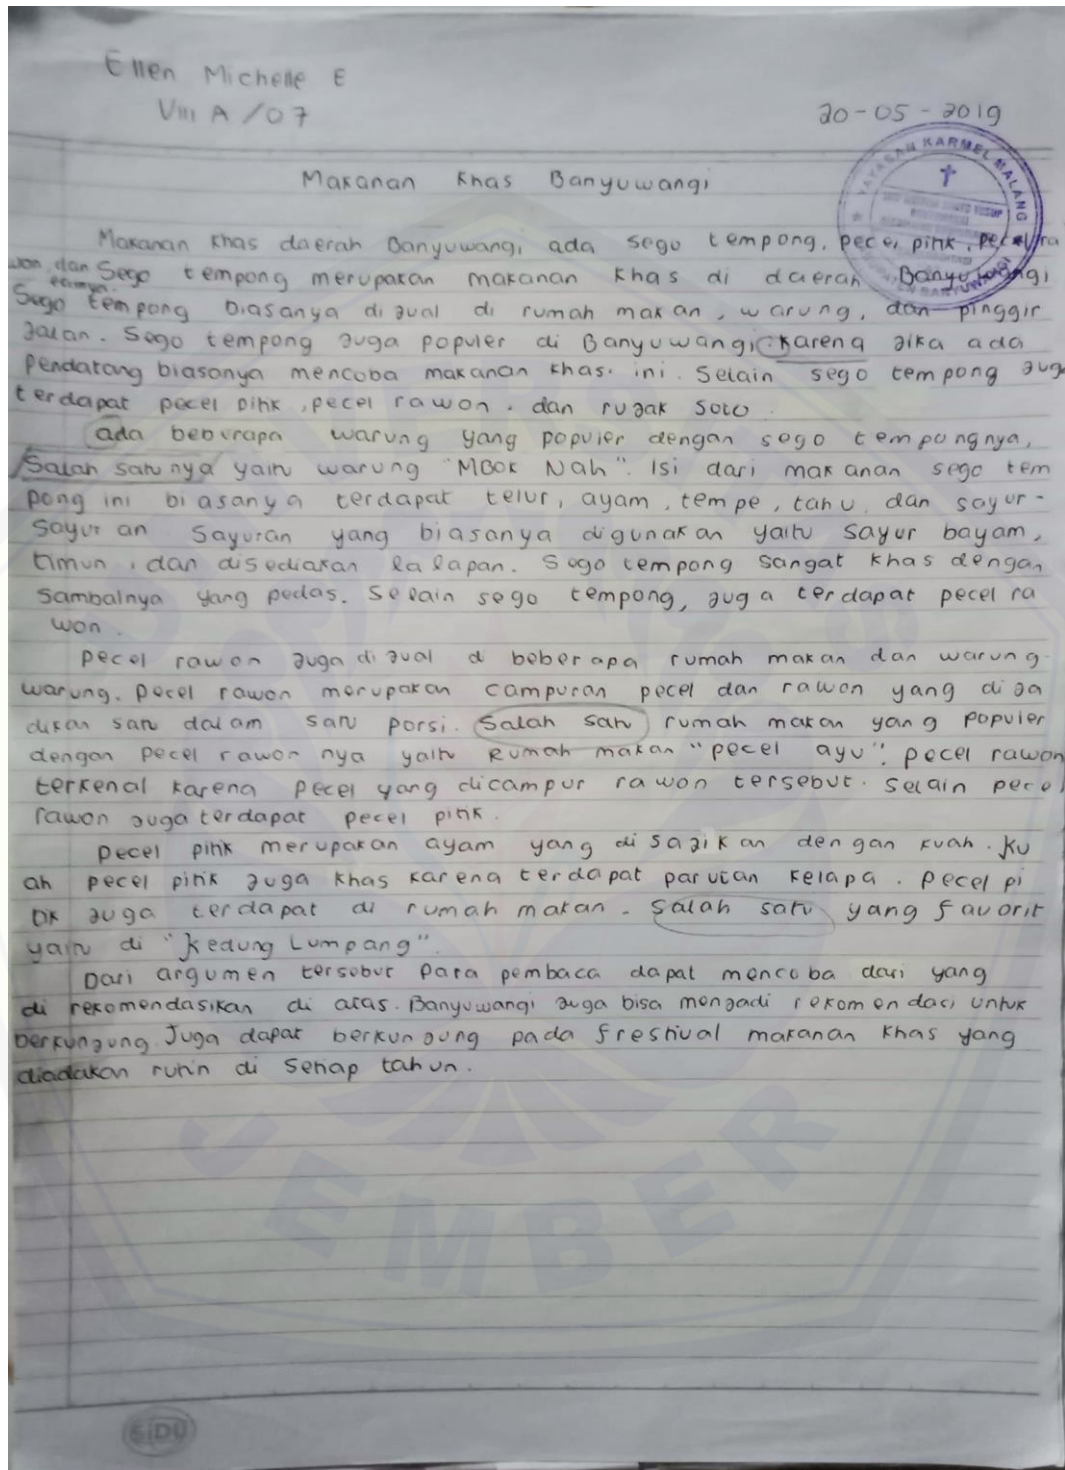 Ellen Michelle E
VIII A / 07
20-05-2019
YAYASAN KARMEL MALANG
KABUPATEN BANYUWANGI
Makanan Khas Banyuwangi
Makanan khas daerah Banyuwangi ada sego tempong, pecel pitik, pecel ra
won, dan Sego tempong merupakan makanan khas di daerah Banyuwangi
Sego tempong biasanya dijual di rumah makan, warung, dan pinggir
jalan. Sego tempong juga populer di Banyuwangi karena jika ada
pendatang biasanya mencoba makanan khas ini. Selain sego tempong jug
terdapat pecel pitik, pecel rawon, dan rujak soto.
ada beberapa warung yang populer dengan sego tempongnya,
Salah satunya yaitu warung "MBOK Nah". Isi dari makanan sego tem
pong ini biasanya terdapat telur, ayam, tempe, tahu, dan sayur-
sayuran Sayuran yang biasanya digunakan yaitu sayur bayam,
timun, dan disediakan lalapan. Sego tempong sangat khas dengan
Sambalnya yang pedas. Selain sego tempong, juga terdapat pecel ra
won.
pecel rawon juga dijual di beberapa rumah makan dan warung-
warung. pecel rawon merupakan campuran pecel dan rawon yang di ja
dikan satu dalam satu porsi. Salah satu rumah makan yang populer
dengan pecel rawon nya yaitu Rumah makan "pecel ayu". pecel rawon
terkenal karena pecel yang dicampur rawon tersebut. Selain pecel
rawon juga terdapat pecel pitik.
pecel pitik merupakan ayam yang disajikan dengan kuah. Ku
ah pecel pitik juga khas karena terdapat parutan kelapa. Pecel pi
tik juga terdapat di rumah makan. Salah satu yang favorit
yaitu di "Kedung Lumpang".
Dari argumen tersebut para pembaca dapat mencoba dari yang
di rekomendasikan di atas. Banyuwangi juga bisa menjadi rekomendasi untuk
berkunjung. Juga dapat berkunjung pada frestival makanan khas yang
diadakan rutin di setiap tahun.
SiDU
JEMBER